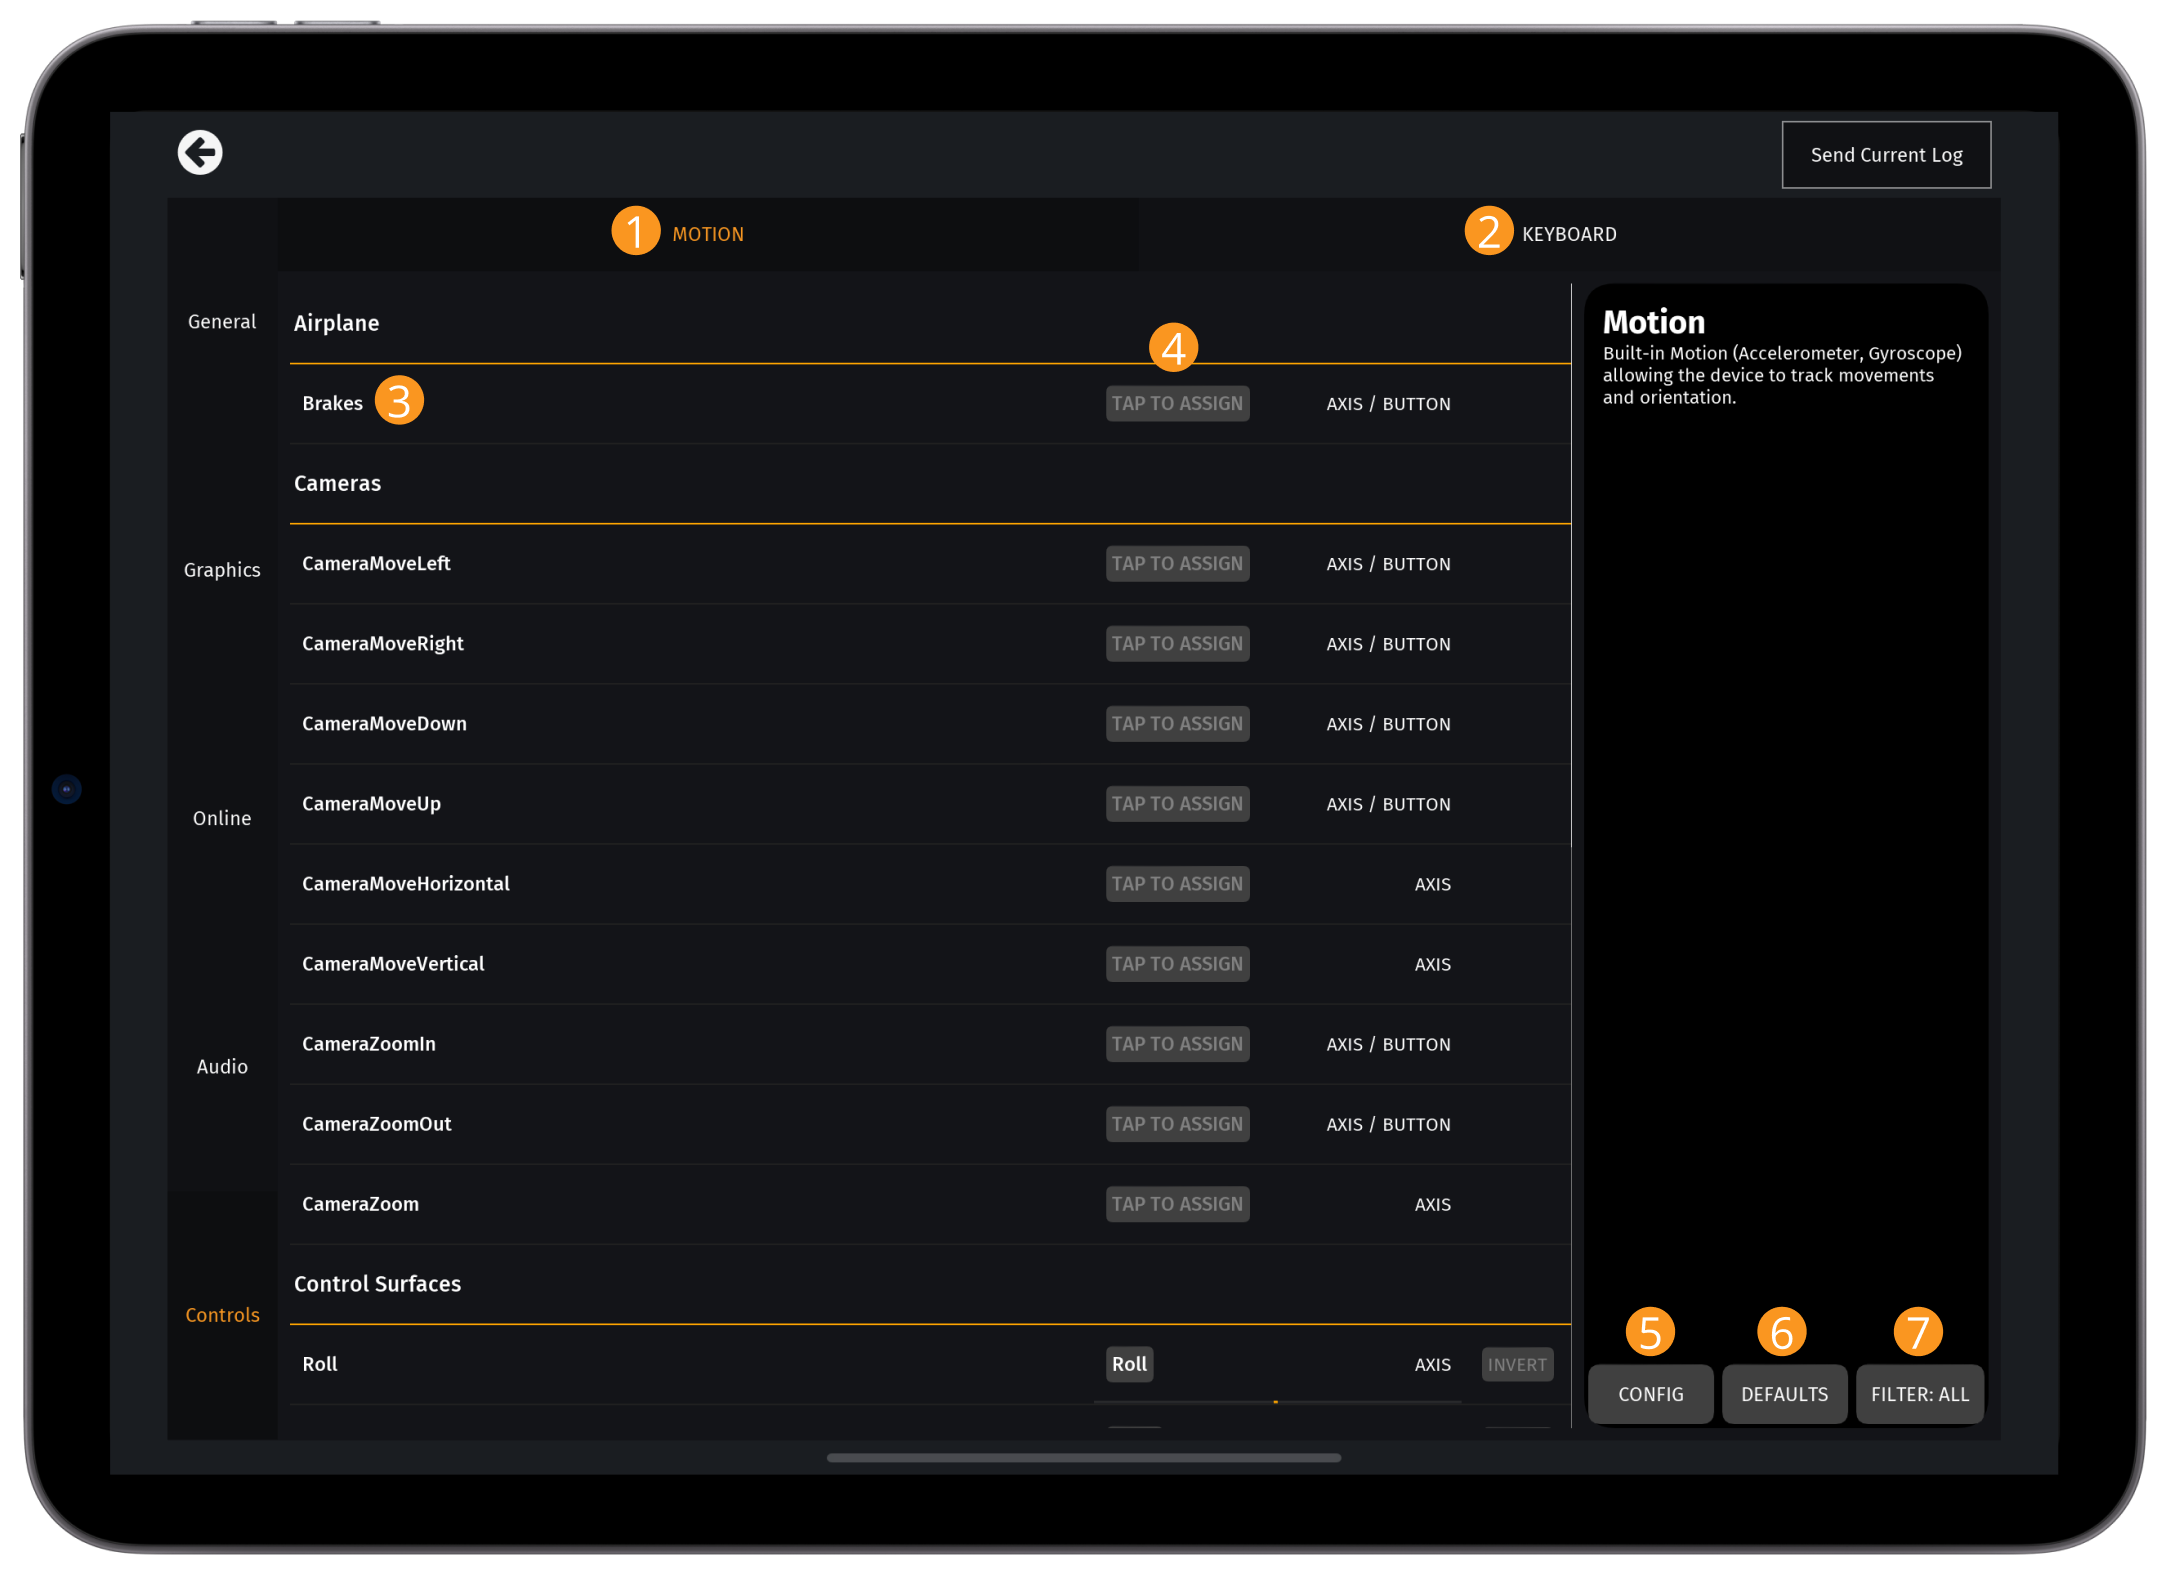 Send Current Log
1 MOTION
2 KEYBOARD
General
Graphics
Online
Audio
Controls
Airplane
4
Brakes 3 TAP TO ASSIGN AXIS / BUTTON
Cameras
CameraMoveLeft TAP TO ASSIGN AXIS / BUTTON
CameraMoveRight TAP TO ASSIGN AXIS / BUTTON
CameraMoveDown TAP TO ASSIGN AXIS / BUTTON
CameraMoveUp TAP TO ASSIGN AXIS / BUTTON
CameraMoveHorizontal TAP TO ASSIGN AXIS
CameraMoveVertical TAP TO ASSIGN AXIS
CameraZoomIn TAP TO ASSIGN AXIS / BUTTON
CameraZoomOut TAP TO ASSIGN AXIS / BUTTON
CameraZoom TAP TO ASSIGN AXIS
Control Surfaces
Roll Roll AXIS INVERT
Motion
Built-in Motion (Accelerometer, Gyroscope)
allowing the device to track movements
and orientation.
5 6 7
CONFIG DEFAULTS FILTER: ALL